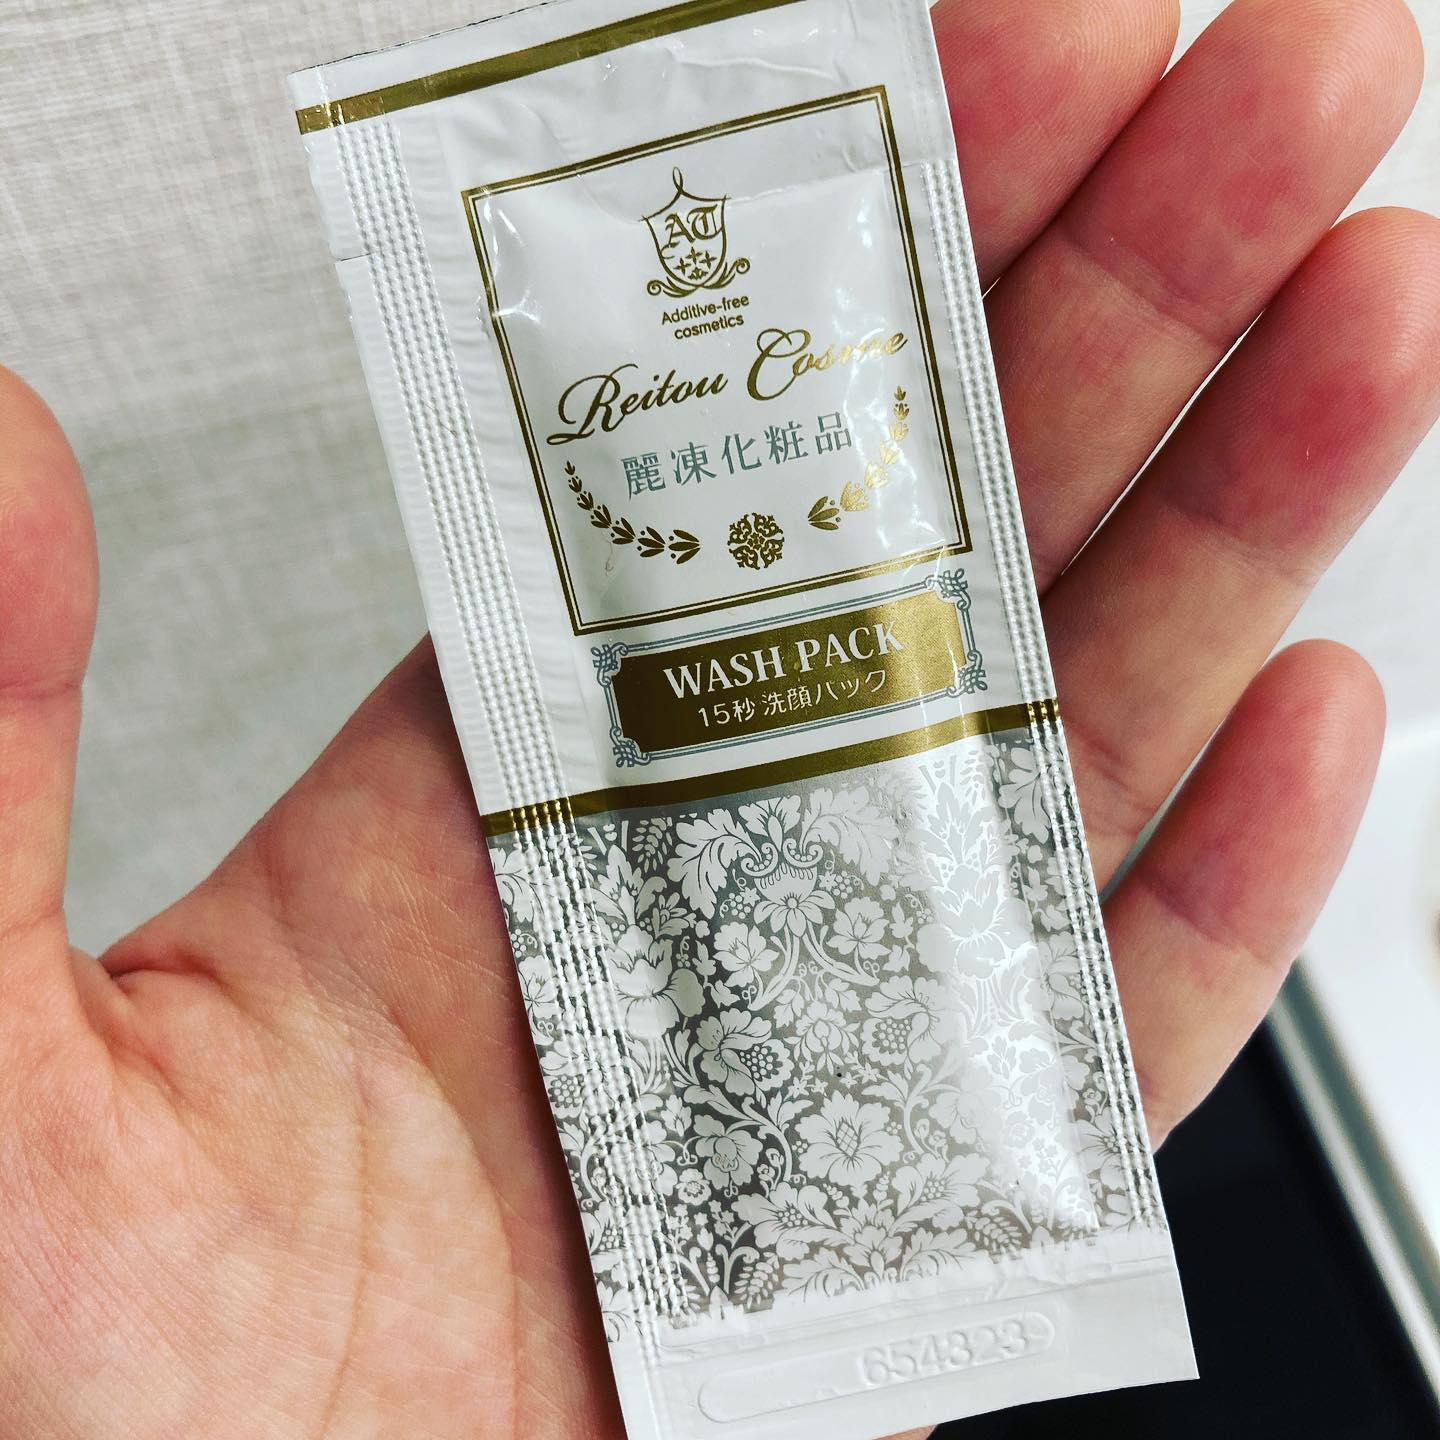 AT
Additive-free
cosmetics
Reitou Cosme
麗凍化粧品
WASH PACK
15秒洗顔パック
654823